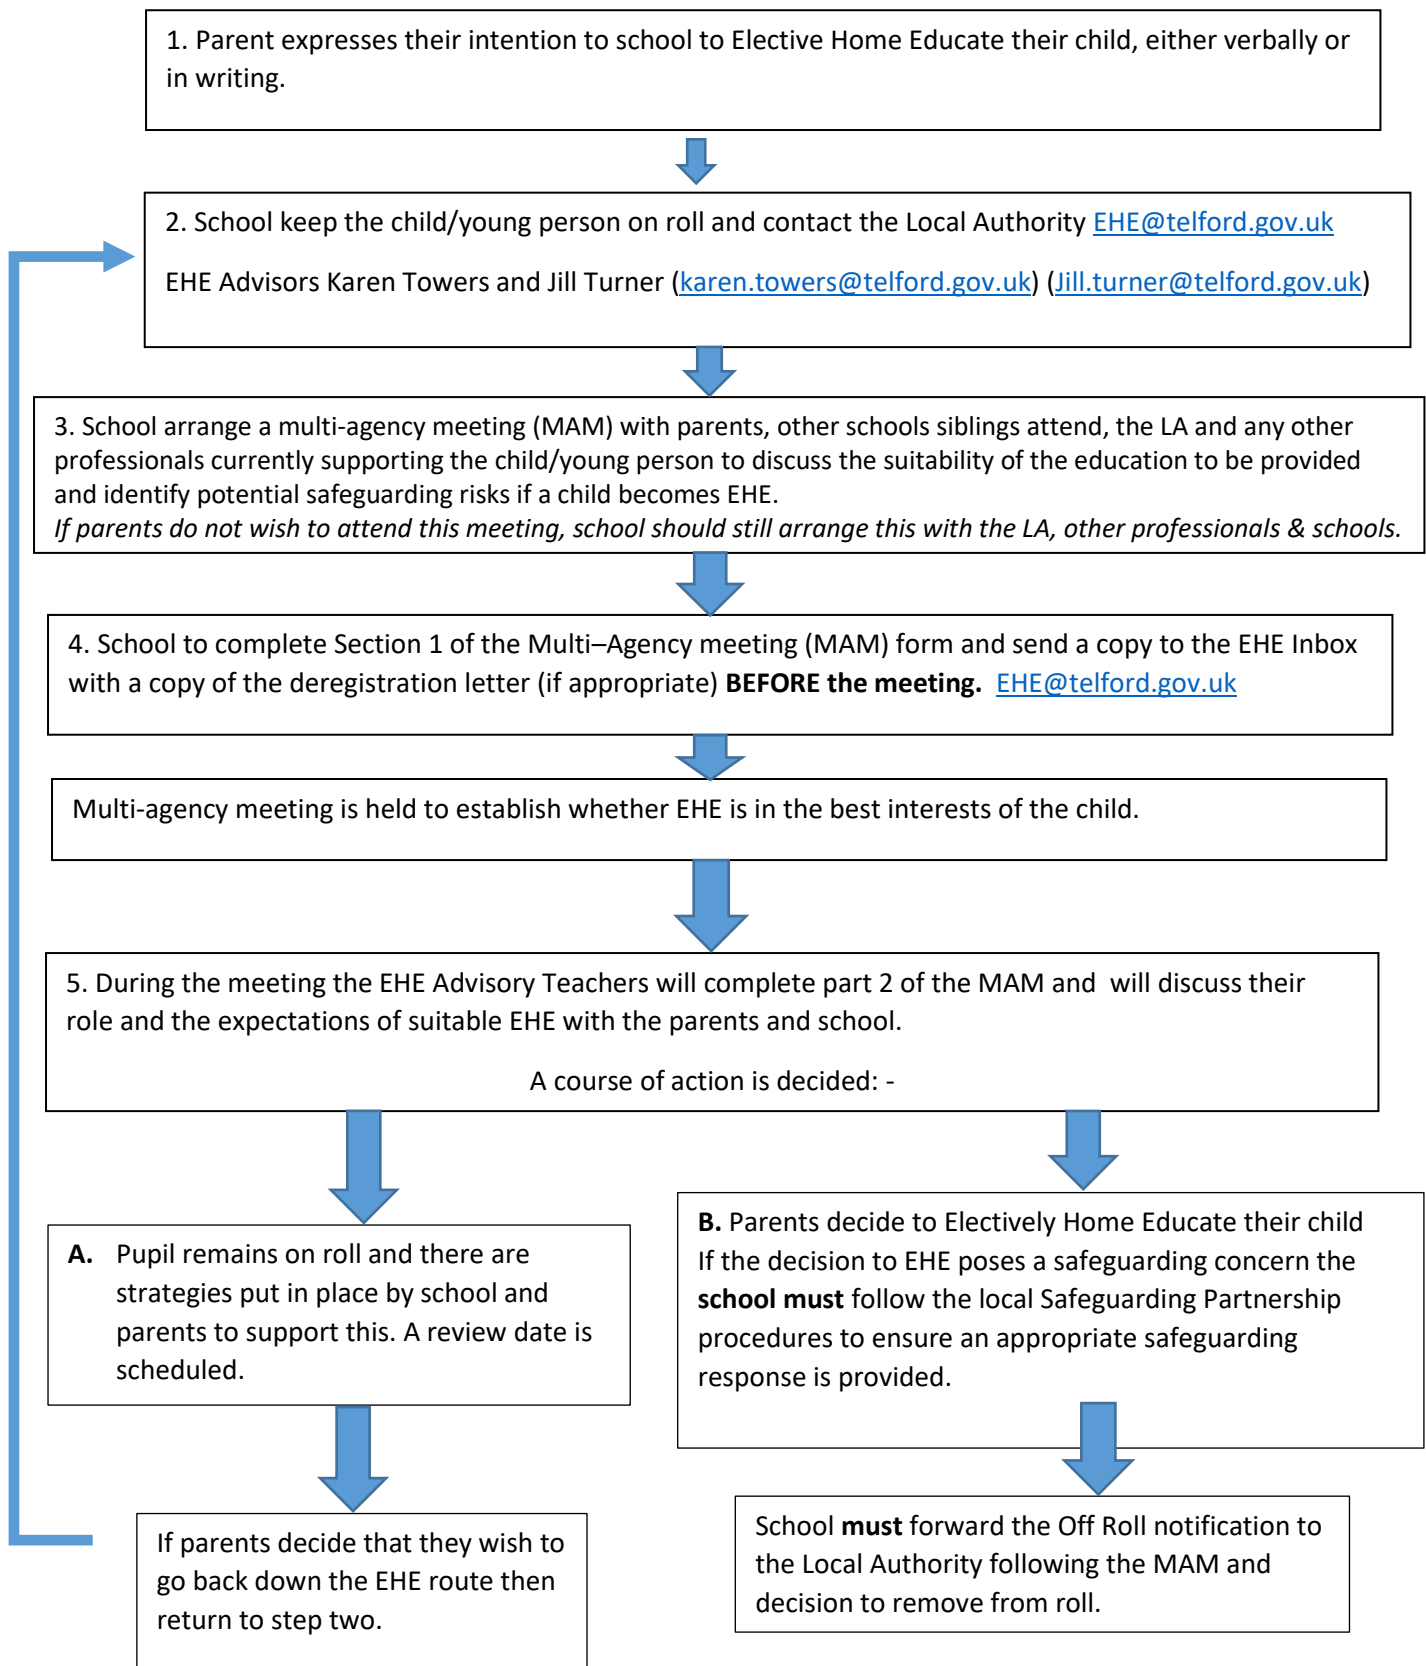 1. Parent expresses their intention to school to Elective Home Educate their child, either verbally or
in writing.
2. School keep the child/young person on roll and contact the Local Authority EHE@telford.gov.uk
EHE Advisors Karen Towers and Jill Turner (karen.towers@telford.gov.uk) (Jill.turner@telford.gov.uk)
3. School arrange a multi-agency meeting (MAM) with parents, other schools siblings attend, the LA and any other
professionals currently supporting the child/young person to discuss the suitability of the education to be provided
and identify potential safeguarding risks if a child becomes EHE.
If parents do not wish to attend this meeting, school should still arrange this with the LA, other professionals & schools.
4. School to complete Section 1 of the Multi–Agency meeting (MAM) form and send a copy to the EHE Inbox
with a copy of the deregistration letter (if appropriate) BEFORE the meeting. EHE@telford.gov.uk
Multi-agency meeting is held to establish whether EHE is in the best interests of the child.
5. During the meeting the EHE Advisory Teachers will complete part 2 of the MAM and will discuss their
role and the expectations of suitable EHE with the parents and school.
A course of action is decided: -
A. Pupil remains on roll and there are
strategies put in place by school and
parents to support this. A review date is
scheduled.
B. Parents decide to Electively Home Educate their child
If the decision to EHE poses a safeguarding concern the
school must follow the local Safeguarding Partnership
procedures to ensure an appropriate safeguarding
response is provided.
If parents decide that they wish to
go back down the EHE route then
return to step two.
School must forward the Off Roll notification to
the Local Authority following the MAM and
decision to remove from roll.